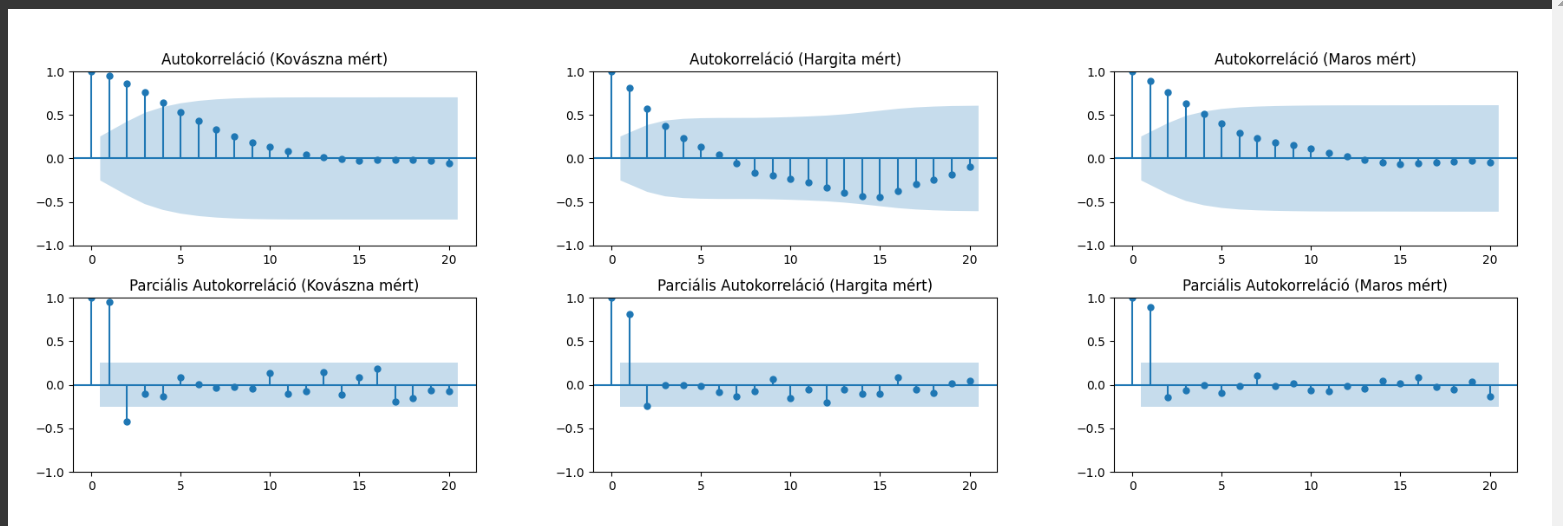 Autokorreláció (Kovászna mért)
1.0
0.5
0.0
−0.5
−1.0
0 5 10 15 20
Autokorreláció (Hargita mért)
1.0
0.5
0.0
−0.5
−1.0
0 5 10 15 20
Autokorreláció (Maros mért)
1.0
0.5
0.0
−0.5
−1.0
0 5 10 15 20
Parciális Autokorreláció (Kovászna mért)
1.0
0.5
0.0
−0.5
−1.0
0 5 10 15 20
Parciális Autokorreláció (Hargita mért)
1.0
0.5
0.0
−0.5
−1.0
0 5 10 15 20
Parciális Autokorreláció (Maros mért)
1.0
0.5
0.0
−0.5
−1.0
0 5 10 15 20